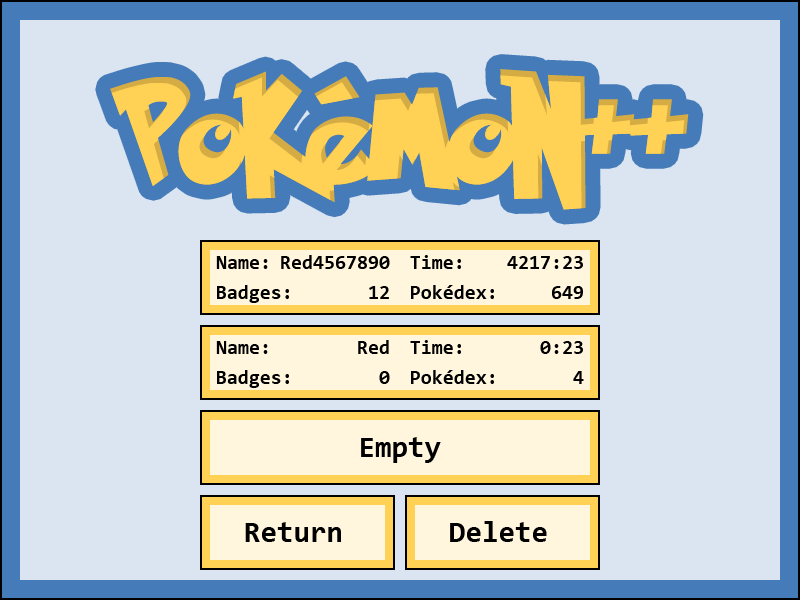 POKéMON++
Name: Red4567890 Time: 4217:23
Badges: 12 Pokédex: 649
Name: Red Time: 0:23
Badges: 0 Pokédex: 4
Empty
Return Delete